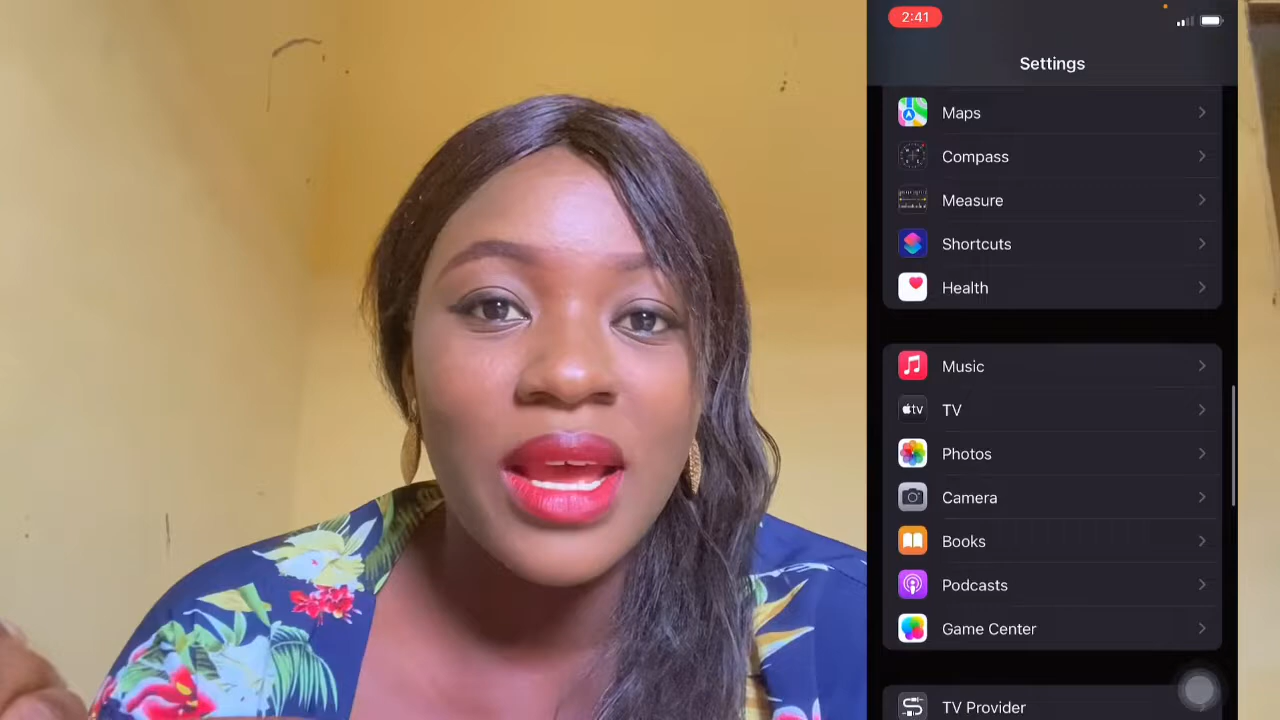 2:41
Settings
Maps
Compass
Measure
Shortcuts
Health
Music
tv
TV
Photos
Camera
Books
Podcasts
Game Center
TV Provider